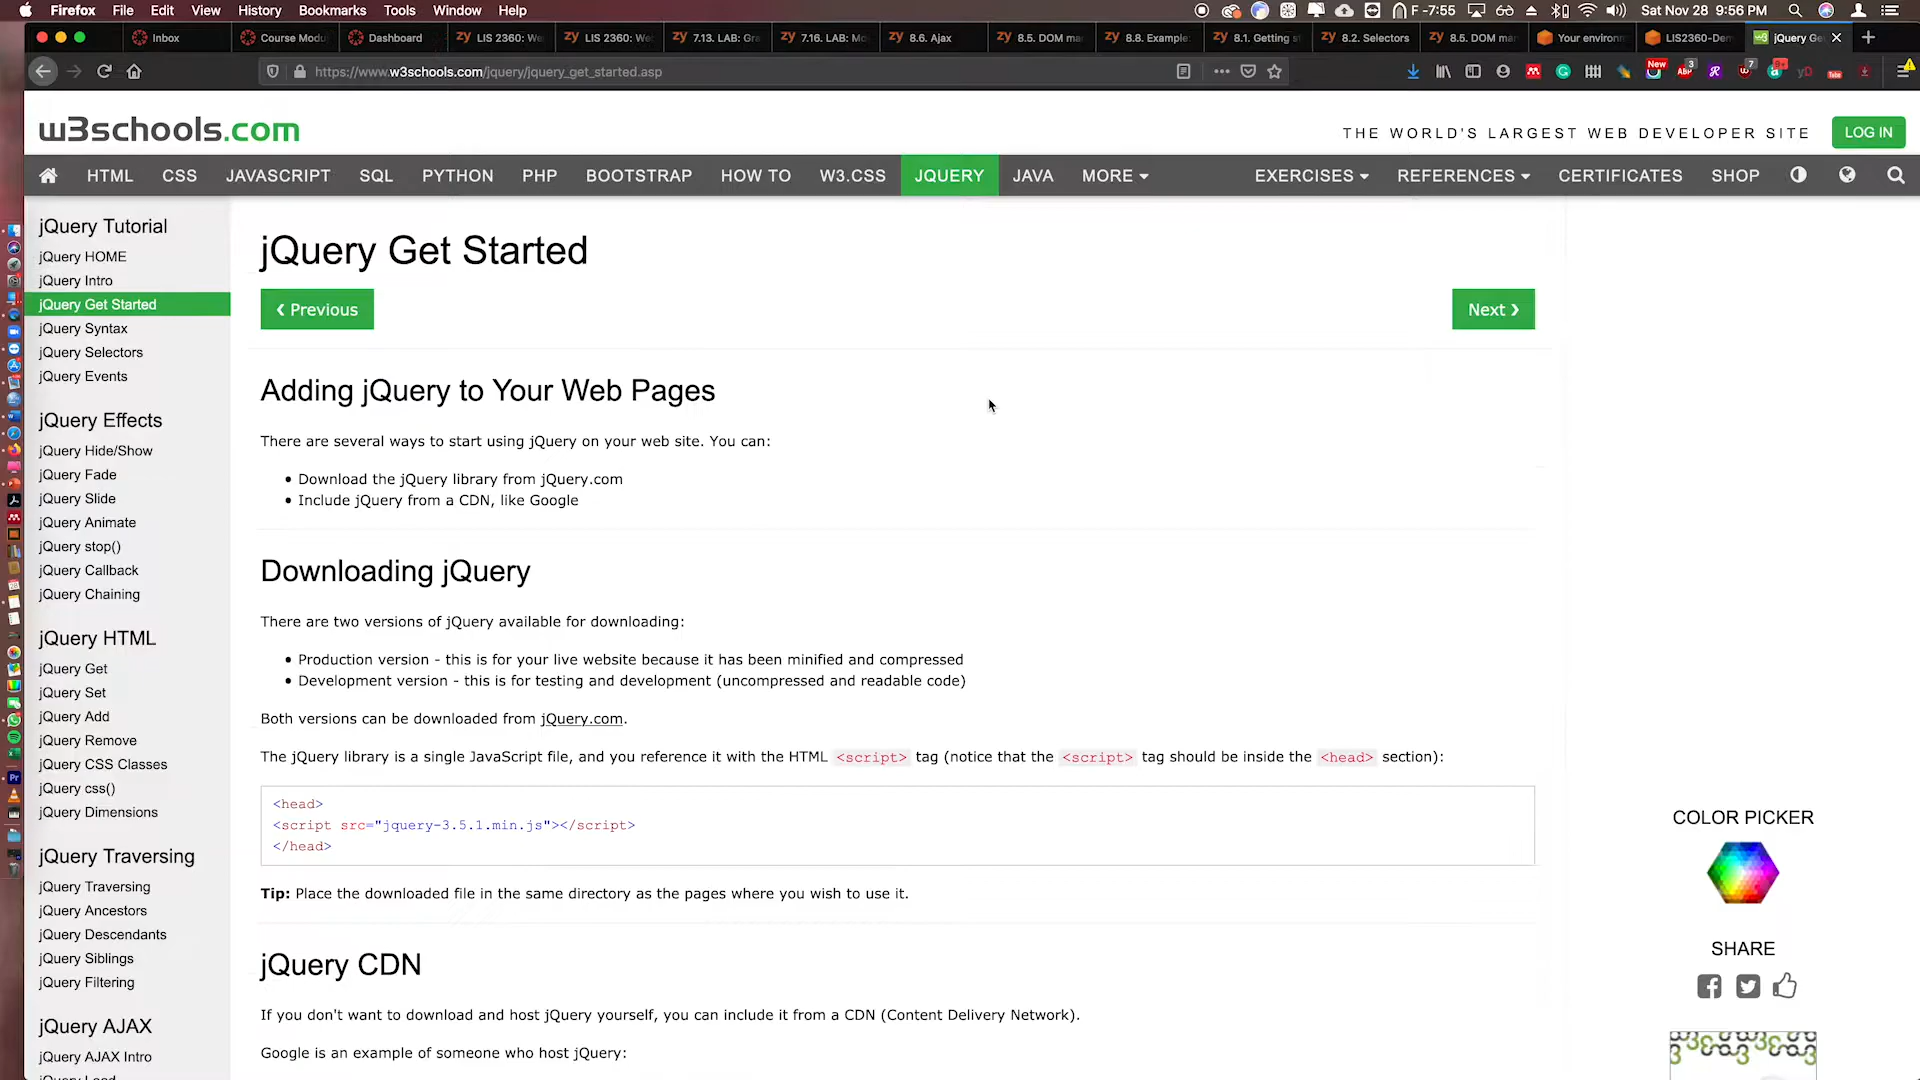 Firefox File Edit View History Bookmarks Tools Window Help
F -7:55
Sat Nov 28 9:56 PM
Inbox
Course Modu
Dashboard
zy LIS 2360: We
zy LIS 2360: We
zy 7.13. LAB: Gra
zy 7.16. LAB: Mo
zy 8.6. Ajax
zy 8.5. DOM ma
zy 8.8. Example:
zy 8.1. Getting s
zy 8.2. Selectors
zy 8.5. DOM ma
Your environ
LIS2360-Dem
jQuery Ge
https://www.w3schools.com/jquery/jquery_get_started.asp
w3schools.com
THE WORLD'S LARGEST WEB DEVELOPER SITE
LOG IN
HTML CSS JAVASCRIPT SQL PYTHON PHP BOOTSTRAP HOW TO W3.CSS JQUERY JAVA MORE EXERCISES REFERENCES CERTIFICATES SHOP
jQuery Tutorial
jQuery HOME
jQuery Intro
jQuery Get Started
jQuery Syntax
jQuery Selectors
jQuery Events
jQuery Effects
jQuery Hide/Show
jQuery Fade
jQuery Slide
jQuery Animate
jQuery stop()
jQuery Callback
jQuery Chaining
jQuery HTML
jQuery Get
jQuery Set
jQuery Add
jQuery Remove
jQuery CSS Classes
jQuery css()
jQuery Dimensions
jQuery Traversing
jQuery Traversing
jQuery Ancestors
jQuery Descendants
jQuery Siblings
jQuery Filtering
jQuery AJAX
jQuery AJAX Intro
jQuery Load
jQuery Get Started
❮ Previous
Next ❯
Adding jQuery to Your Web Pages
There are several ways to start using jQuery on your web site. You can:
• Download the jQuery library from jQuery.com
• Include jQuery from a CDN, like Google
Downloading jQuery
There are two versions of jQuery available for downloading:
• Production version - this is for your live website because it has been minified and compressed
• Development version - this is for testing and development (uncompressed and readable code)
Both versions can be downloaded from jQuery.com.
The jQuery library is a single JavaScript file, and you reference it with the HTML <script> tag (notice that the <script> tag should be inside the <head> section):
<head>
<script src="jquery-3.5.1.min.js"></script>
</head>
Tip: Place the downloaded file in the same directory as the pages where you wish to use it.
jQuery CDN
If you don't want to download and host jQuery yourself, you can include it from a CDN (Content Delivery Network).
Google is an example of someone who host jQuery:
COLOR PICKER
SHARE